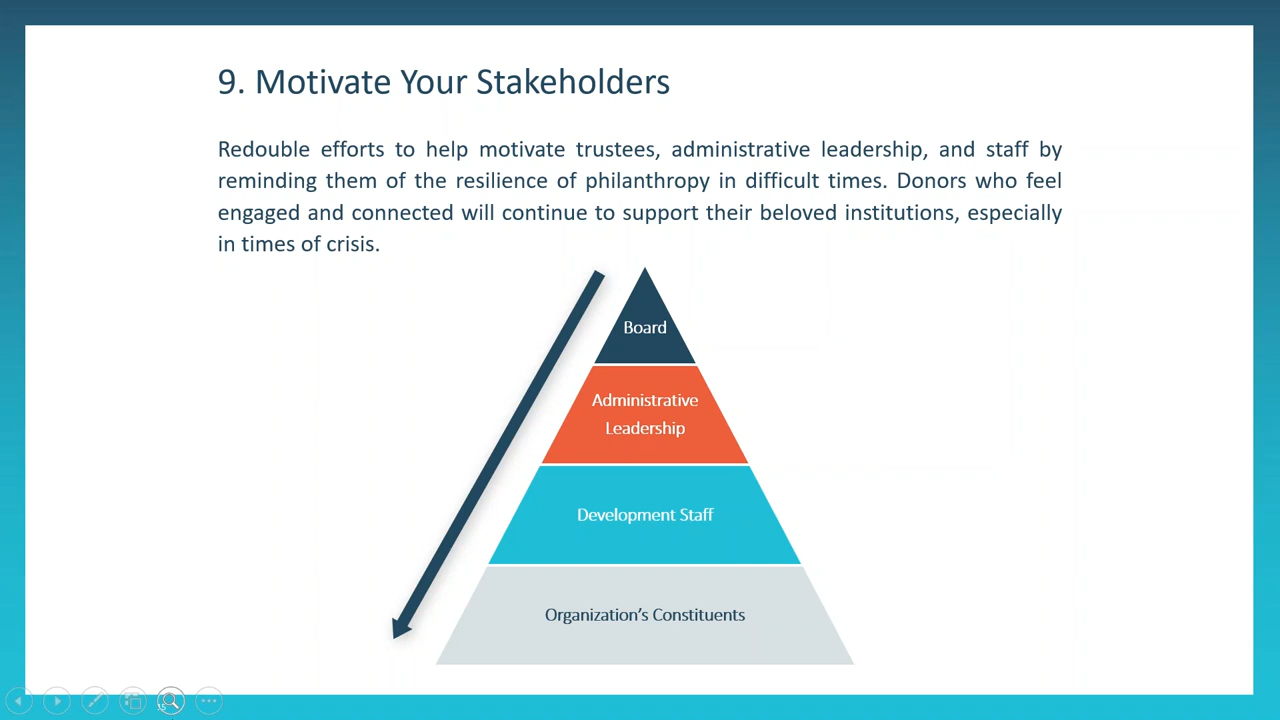 9. Motivate Your Stakeholders
Redouble efforts to help motivate trustees, administrative leadership, and staff by
reminding them of the resilience of philanthropy in difficult times. Donors who feel
engaged and connected will continue to support their beloved institutions, especially
in times of crisis.
Board
Administrative
Leadership
Development Staff
Organization's Constituents
15